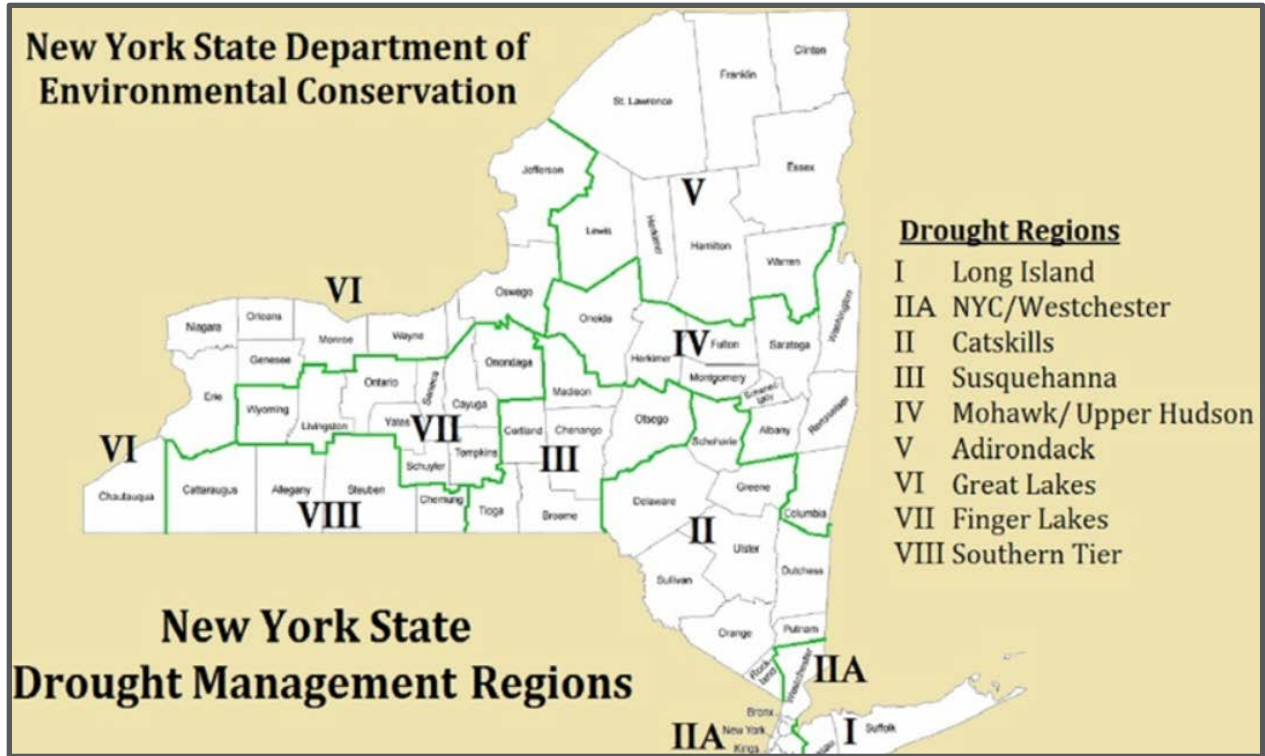 New York State Department of
Environmental Conservation
Clinton
Franklin
St. Lawrence
Essex
Jefferson
V
Lewis
Herkimer
Hamilton
Warren
Washington
Oswego
VI
Oneida
Niagara
Orleans
Monroe
Wayne
Genesee
Onondaga
Herkimer
IV
Fulton
Saratoga
Montgomery
Madison
Erie
Wyoming
Livingston
Ontario
Seneca
Yates
VII
Cayuga
Cortland
Chenango
Otsego
Schoharie
Albany
Rensselaer
VI
Schuyler
Tompkins
III
Chautauqua
Cattaraugus
Allegany
Steuben
Chemung
VIII
Tioga
Broome
Delaware
Greene
Columbia
II
Ulster
Sullivan
Dutchess
Orange
Putnam
Rockland
Westchester
IIA
Bronx
New York
Kings
IIA
I
Suffolk
Drought Regions
I Long Island
IIA NYC/Westchester
II Catskills
III Susquehanna
IV Mohawk/ Upper Hudson
V Adirondack
VI Great Lakes
VII Finger Lakes
VIII Southern Tier
New York State
Drought Management Regions